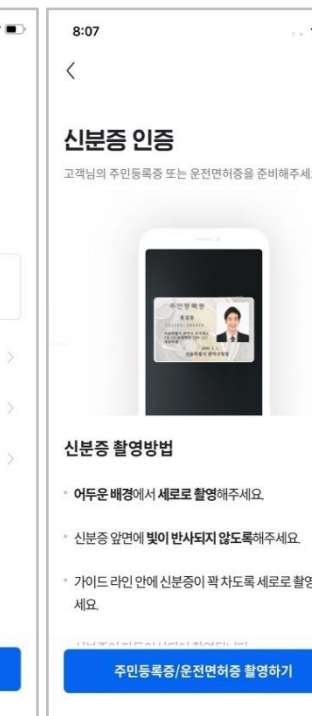 8:07
신분증 인증
고객님의 주민등록증 또는 운전면허증을 준비해주세
주민등록증
신분증 촬영방법
어두운 배경에서 세로로 촬영해주세요.
신분증 앞면에 빛이 반사되지 않도록해주세요.
가이드 라인 안에 신분증이 꽉 차도록 세로로 촬영
세요.
주민등록증/운전면허증 촬영하기